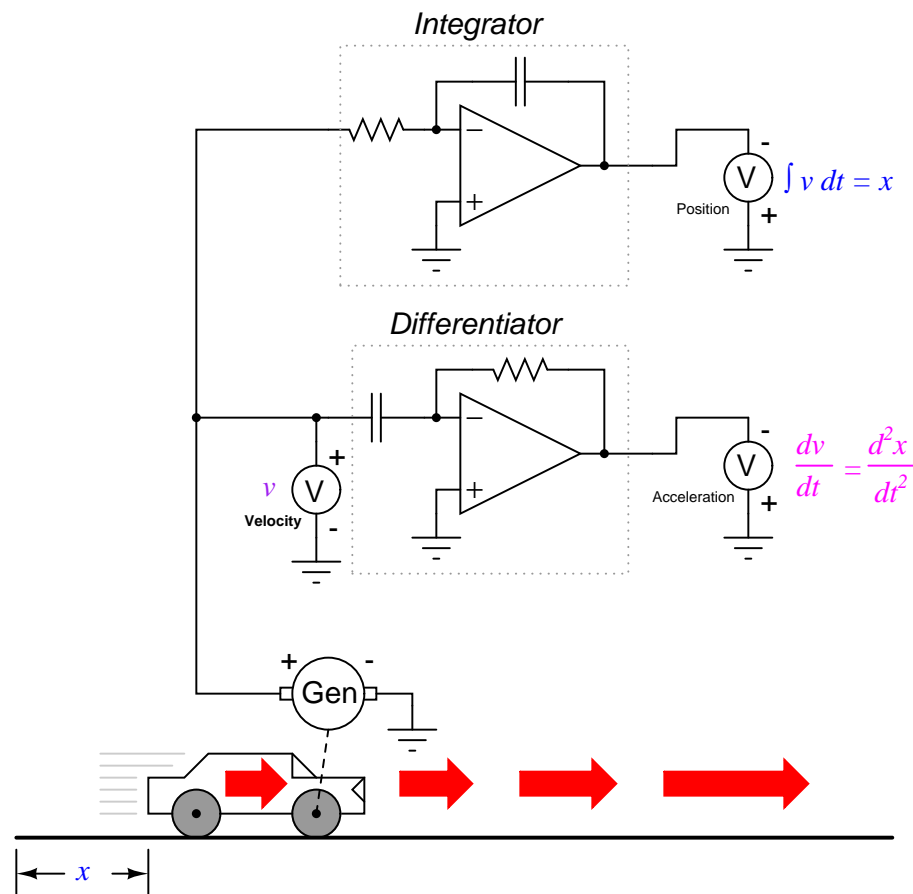 Integrator
−
+
-
V
∫ v dt = x
Position
+
Differentiator
−
+
-
V
dv/dt = d²x/dt²
Acceleration
+
+
v
V
Velocity
-
+ -
Gen
x